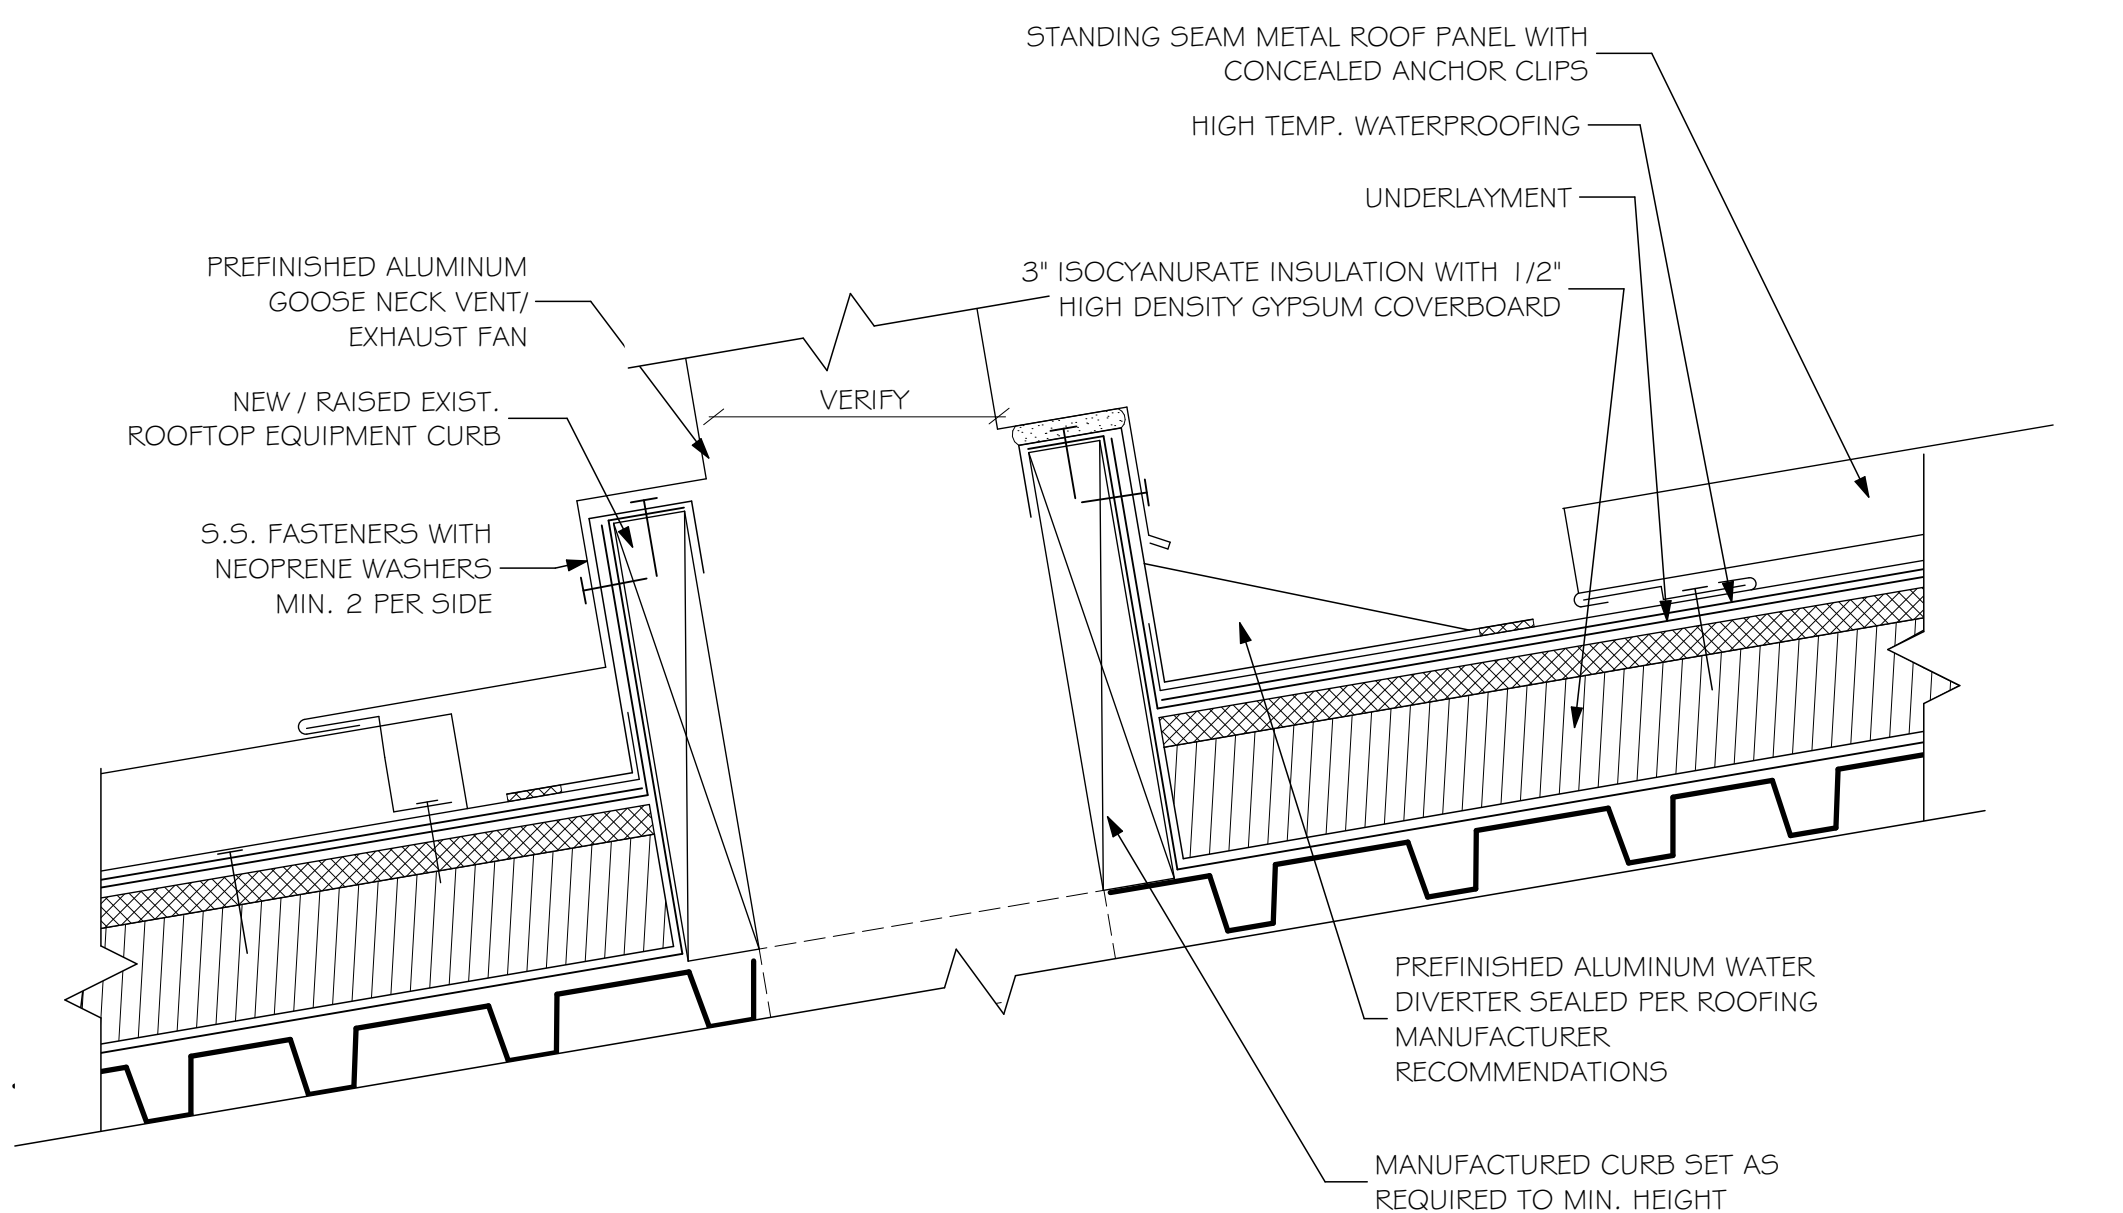 STANDING SEAM METAL ROOF PANEL WITH
CONCEALED ANCHOR CLIPS
HIGH TEMP. WATERPROOFING
UNDERLAYMENT
3" ISOCYANURATE INSULATION WITH 1/2"
HIGH DENSITY GYPSUM COVERBOARD
PREFINISHED ALUMINUM
GOOSE NECK VENT/
EXHAUST FAN
NEW / RAISED EXIST.
ROOFTOP EQUIPMENT CURB
VERIFY
S.S. FASTENERS WITH
NEOPRENE WASHERS
MIN. 2 PER SIDE
PREFINISHED ALUMINUM WATER
DIVERTER SEALED PER ROOFING
MANUFACTURER
RECOMMENDATIONS
MANUFACTURED CURB SET AS
REQUIRED TO MIN. HEIGHT